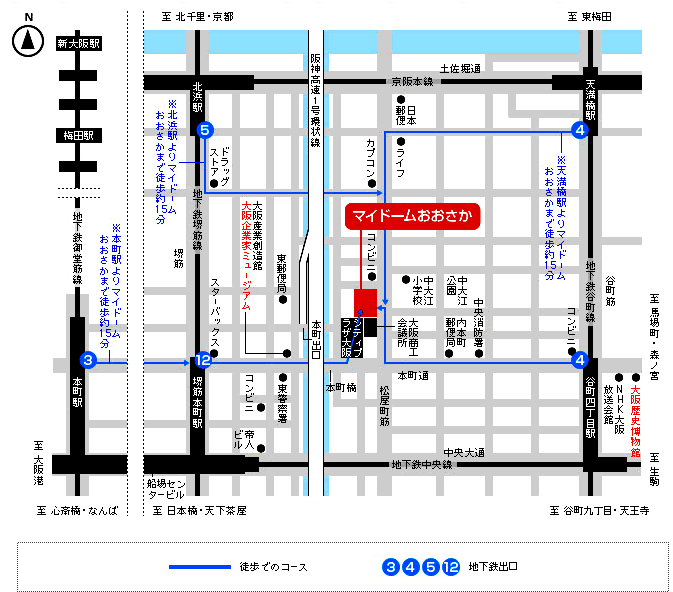 N
至 北千里・京都
至 東梅田
新大阪駅
梅田駅
土佐堀通
京阪本線
北浜駅
天満橋駅
阪神高速1号環状線
日本
郵便局
ライフ
カプコン
5
4
※北浜駅よりマイドーム
おおさかまで徒歩約15分
ドラッグ
ストア
※天満橋駅よりマイドーム
おおさかまで徒歩約15分
マイドームおおさか
地下鉄御堂筋線
※本町駅よりマイドーム
おおさかまで徒歩約15分
堺筋
地下鉄堺筋線
大阪産業創造館
大阪企業家ミュージアム
東郵便局
コンビニ
中大江
小学校
中大江
公園
地下鉄谷町線
谷町筋
スターバックス
本町出口
シティプ
ラザ大阪
大阪商工
会議所
内本町
郵便局
中央消防署
コンビニ
至 馬場町・森ノ宮
3
12
4
本町駅
堺筋本町駅
コンビニ
東警察署
本町橋
松屋町筋
本町通
谷町四丁目駅
NHK大阪
放送会館
大阪歴史博物館
帝人
ビル
中央大通
地下鉄中央線
至 大阪港
至 生駒
船場セン
タービル
至 心斎橋・なんば
至 日本橋・天下茶屋
至 谷町九丁目・天王寺
徒歩でのコース
3 4 5 12 地下鉄出口